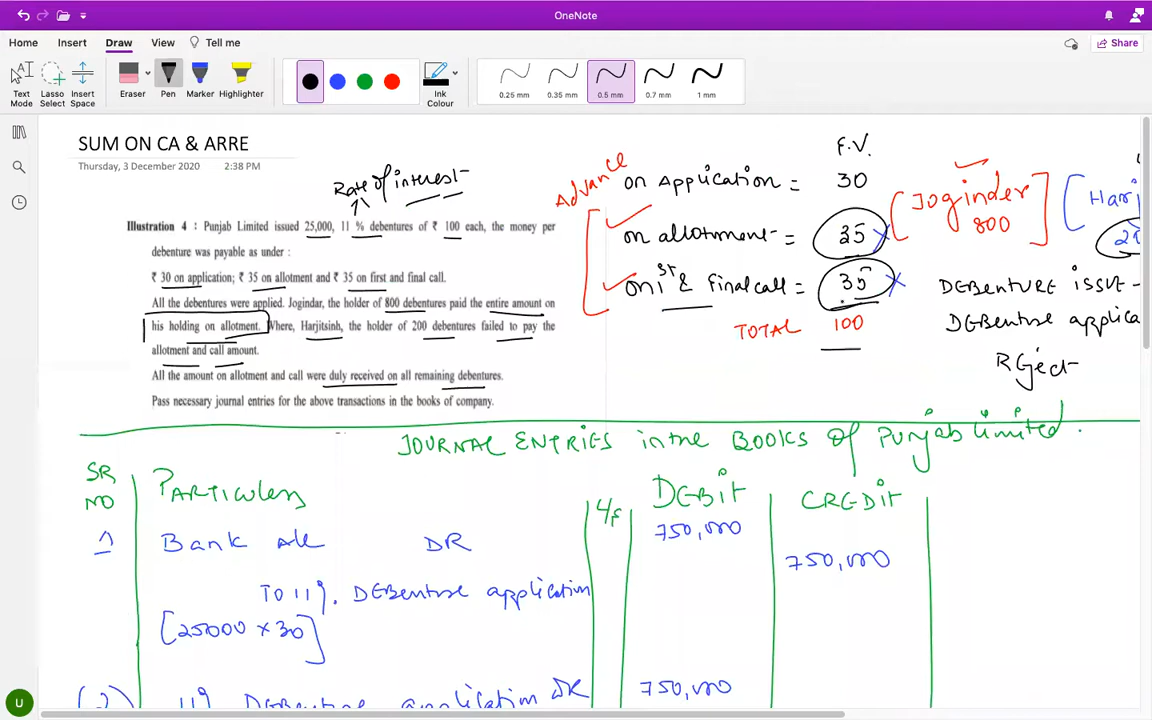 OneNote
Home Insert Draw View Tell me
Share
Text Mode
Lasso Select
Insert Space
Eraser
Pen
Marker
Highlighter
Ink Colour
0.25 mm
0.35 mm
0.5 mm
0.7 mm
1 mm
SUM ON CA & ARRE
Thursday, 3 December 2020 2:38 PM
Rate of interest
Illustration 4 : Punjab Limited issued 25,000, 11 % debentures of ₹ 100 each, the money per
debenture was payable as under :
₹ 30 on application; ₹ 35 on allotment and ₹ 35 on first and final call.
All the debentures were applied. Jogindar, the holder of 800 debentures paid the entire amount on
his holding on allotment. Where, Harjitsinh, the holder of 200 debentures failed to pay the
allotment and call amount.
All the amount on allotment and call were duly received on all remaining debentures.
Pass necessary journal entries for the above transactions in the books of company.
F.V.
Advance
on Application = 30
on allotment = 35
on 1st & Final call = 35
TOTAL 100
Joginder
800
Hari
DEBENTURE issue -
DEBENTURE applica
Reject
JOURNAL ENTRIES in the BOOKS of Punjab limited.
SR NO
PARTICULARS
L/F
DEBIT
CREDIT
1 Bank A/c DR 750,000
To 11% DEBenture application 750,000
[25000 × 30]
(2) 11% DEBenture application DR 750,000
U